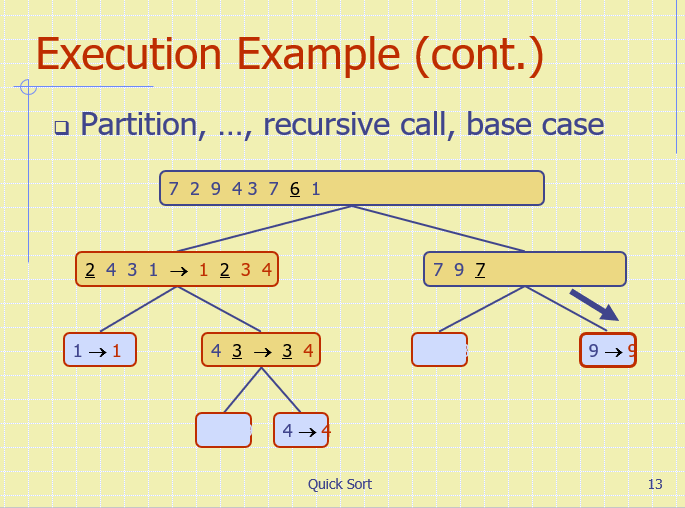 Execution Example (cont.)
Partition, …, recursive call, base case
7 2 9 4 3 7 6 1
2 4 3 1 → 1 2 3 4
7 9 7
1 → 1
4 3 → 3 4
9 → 9
4 → 4
Quick Sort
13